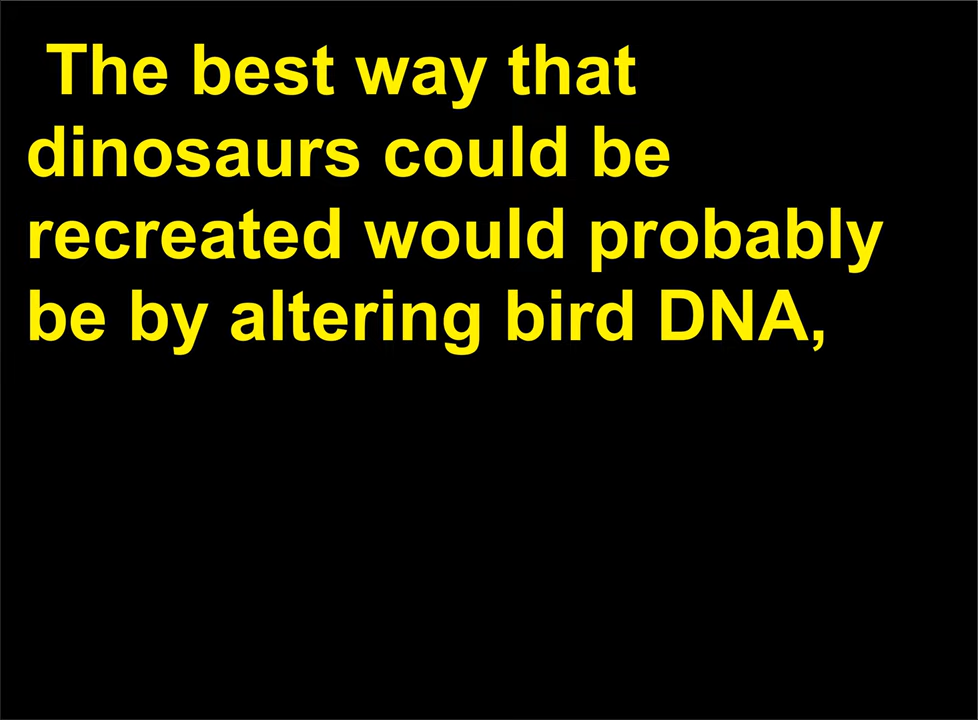 The best way that
dinosaurs could be
recreated would probably
be by altering bird DNA,